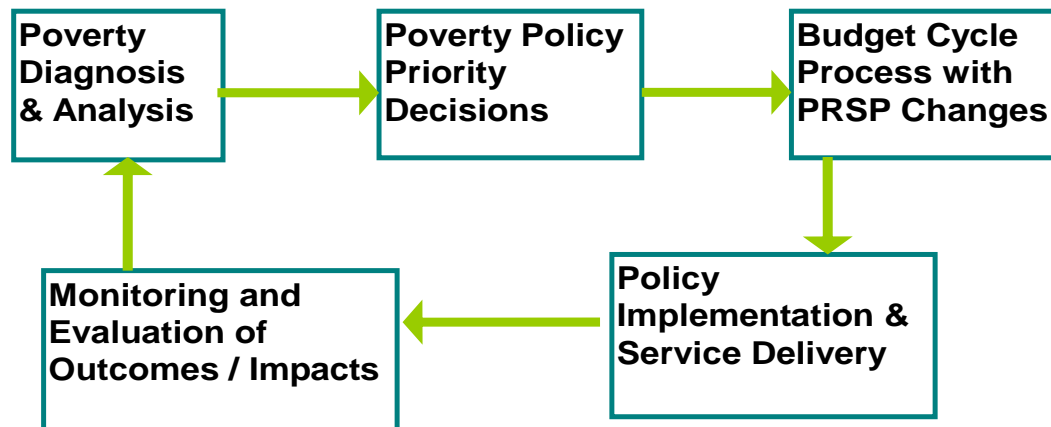 Poverty
Diagnosis
& Analysis
Poverty Policy
Priority
Decisions
Budget Cycle
Process with
PRSP Changes
Policy
Implementation &
Service Delivery
Monitoring and
Evaluation of
Outcomes / Impacts